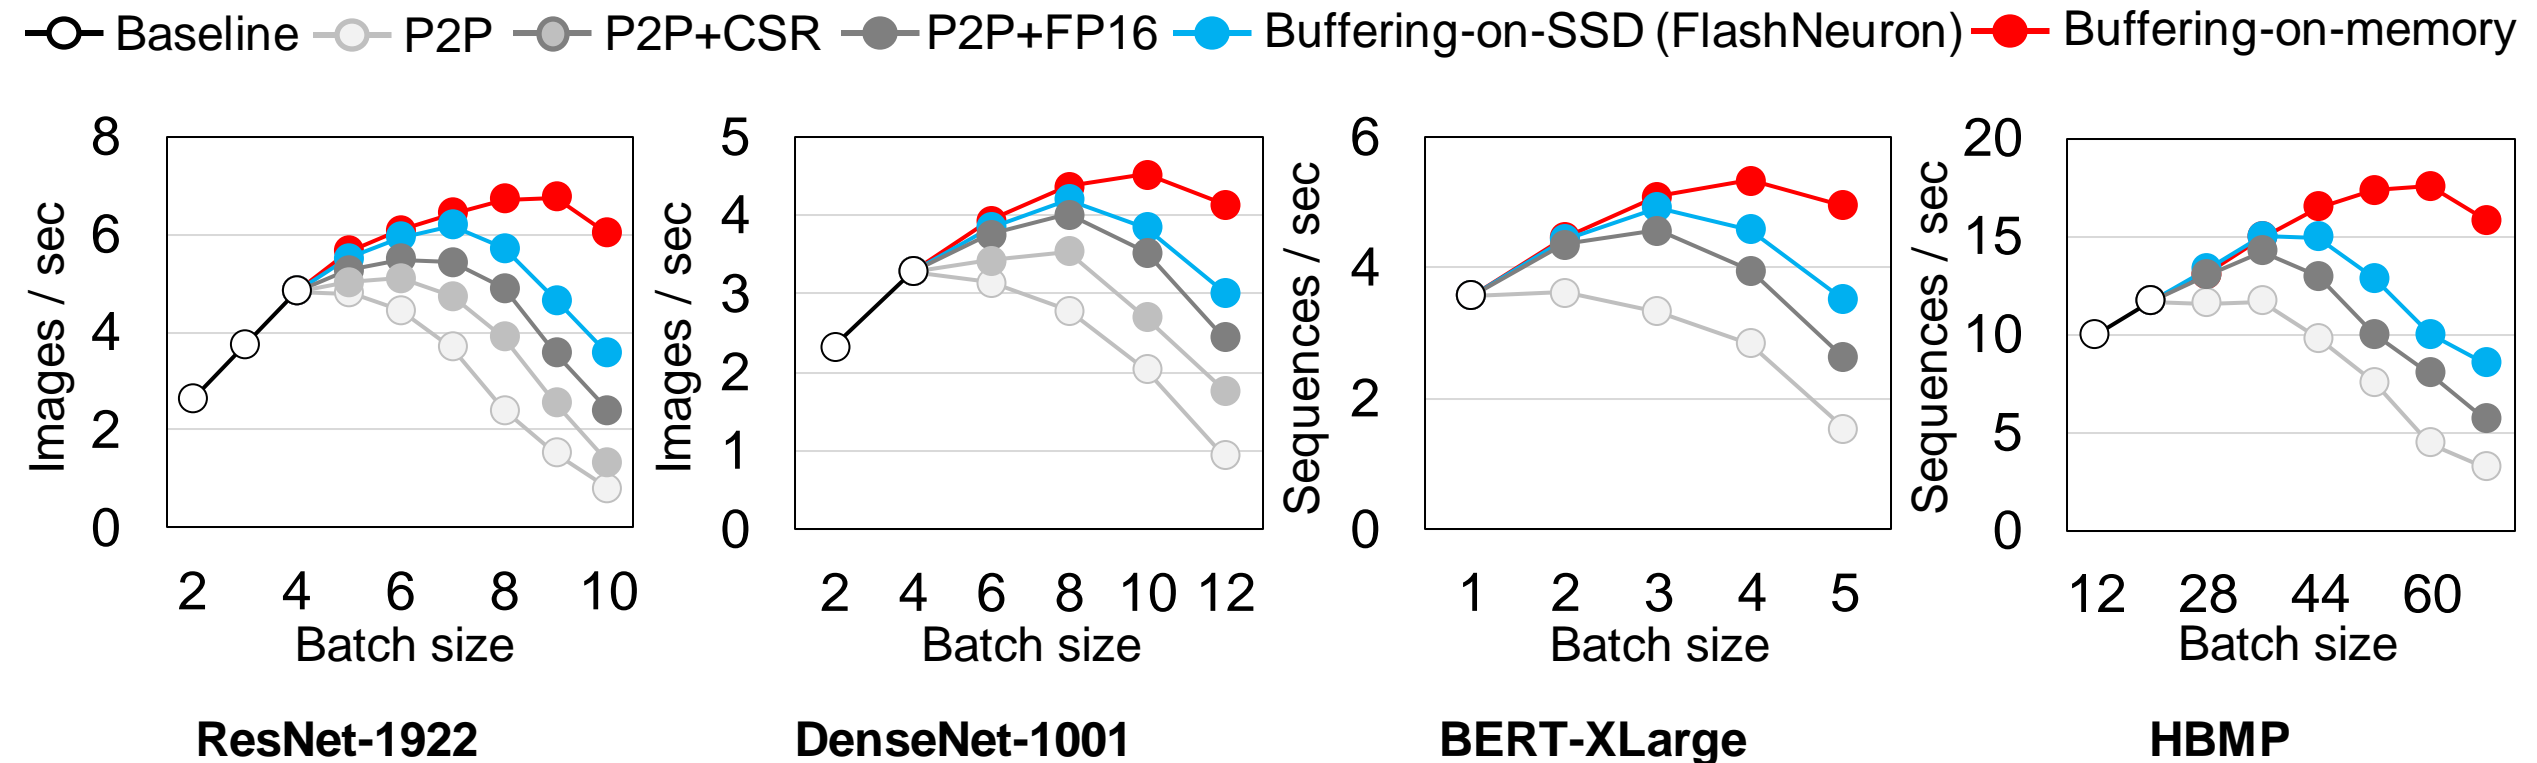 Baseline P2P P2P+CSR P2P+FP16 Buffering-on-SSD (FlashNeuron) Buffering-on-memory
Images / sec
8
6
4
2
0
2 4 6 8 10
Batch size
ResNet-1922
Images / sec
5
4
3
2
1
0
2 4 6 8 10 12
Batch size
DenseNet-1001
Sequences / sec
6
4
2
0
1 2 3 4 5
Batch size
BERT-XLarge
Sequences / sec
20
15
10
5
0
12 28 44 60
Batch size
HBMP